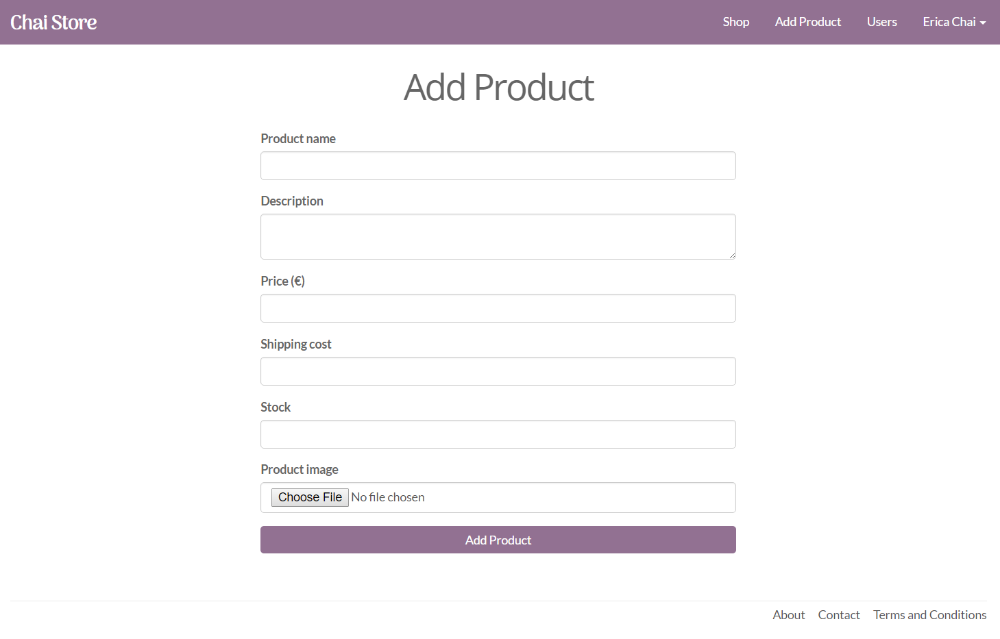 Chai Store Shop Add Product Users Erica Chai
Add Product
Product name
Description
Price (€)
Shipping cost
Stock
Product image
Choose File No file chosen
Add Product
About Contact Terms and Conditions